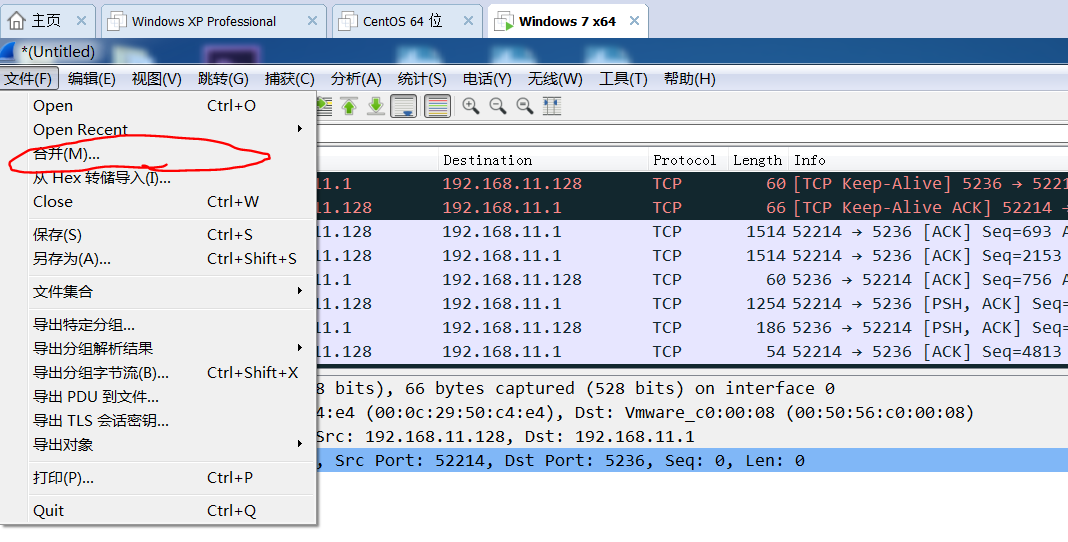 主页 Windows XP Professional CentOS 64 位 Windows 7 x64
*(Untitled)
文件(F) 编辑(E) 视图(V) 跳转(G) 捕获(C) 分析(A) 统计(S) 电话(Y) 无线(W) 工具(T) 帮助(H)
Open Ctrl+O
Open Recent
合并(M)...
从 Hex 转储导入(I)...
Close Ctrl+W
保存(S) Ctrl+S
另存为(A)... Ctrl+Shift+S
文件集合
导出特定分组...
导出分组解析结果
导出分组字节流(B)... Ctrl+Shift+X
导出 PDU 到文件...
导出 TLS 会话密钥...
导出对象
打印(P)... Ctrl+P
Quit Ctrl+Q
Destination Protocol Length Info
11.1 192.168.11.128 TCP 60 [TCP Keep-Alive] 5236 → 5221
11.128 192.168.11.1 TCP 66 [TCP Keep-Alive ACK] 52214 →
11.128 192.168.11.1 TCP 1514 52214 → 5236 [ACK] Seq=693 A
11.128 192.168.11.1 TCP 1514 52214 → 5236 [ACK] Seq=2153
11.1 192.168.11.128 TCP 60 5236 → 52214 [ACK] Seq=756 A
11.128 192.168.11.1 TCP 1254 52214 → 5236 [PSH, ACK] Seq=
11.1 192.168.11.128 TCP 186 5236 → 52214 [PSH, ACK] Seq=
11.128 192.168.11.1 TCP 54 52214 → 5236 [ACK] Seq=4813
8 bits), 66 bytes captured (528 bits) on interface 0
4:e4 (00:0c:29:50:c4:e4), Dst: Vmware_c0:00:08 (00:50:56:c0:00:08)
Src: 192.168.11.128, Dst: 192.168.11.1
, Src Port: 52214, Dst Port: 5236, Seq: 0, Len: 0